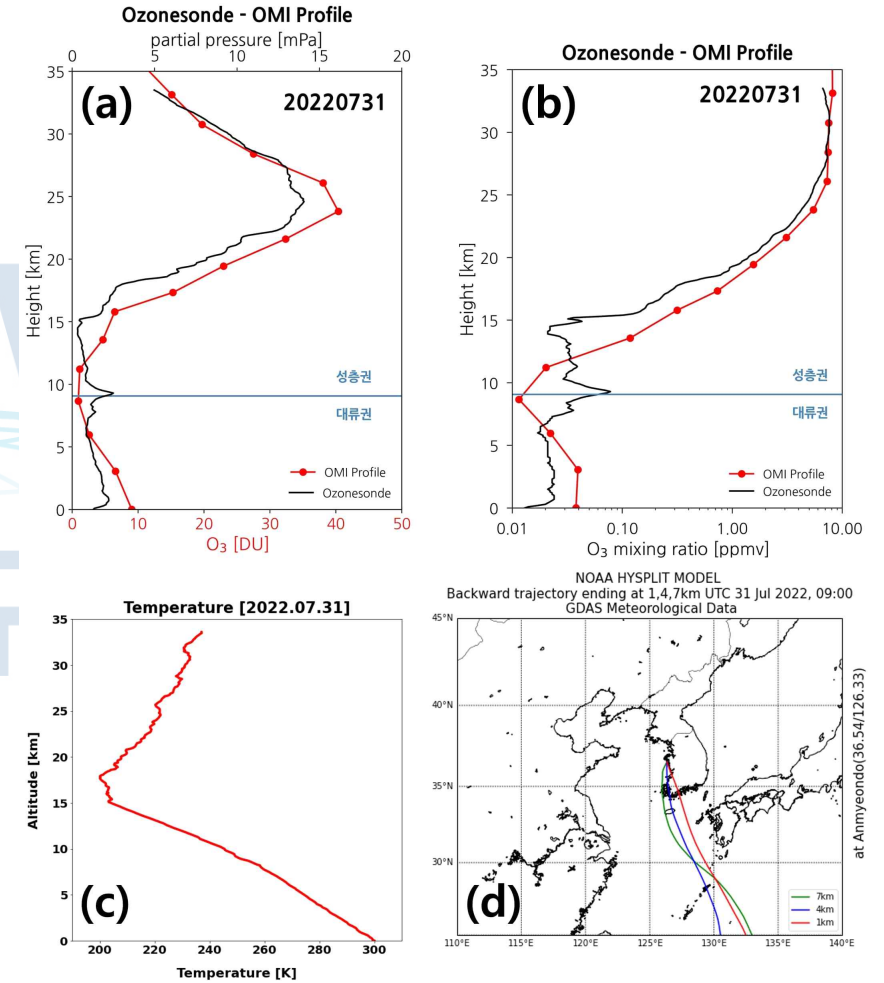 Ozonesonde - OMI Profile
partial pressure [mPa]
0 5 10 15 20
(a)
20220731
Height [km]
35
30
25
20
15
10
5
0
성층권
대류권
OMI Profile
Ozonesonde
0 10 20 30 40 50
O₃ [DU]
Ozonesonde - OMI Profile
(b)
20220731
Height [km]
35
30
25
20
15
10
5
0
성층권
대류권
OMI Profile
Ozonesonde
0.01 0.10 1.00 10.00
O₃ mixing ratio [ppmv]
Temperature [2022.07.31]
Altitude [km]
35
30
25
20
15
10
5
0
(c)
200 220 240 260 280 300
Temperature [K]
NOAA HYSPLIT MODEL
Backward trajectory ending at 1,4,7km UTC 31 Jul 2022, 09:00
GDAS Meteorological Data
45°N
40°N
35°N
30°N
(d)
7km
4km
1km
110°E 115°E 120°E 125°E 130°E 135°E 140°E
at Anmyeondo(36.54/126.33)